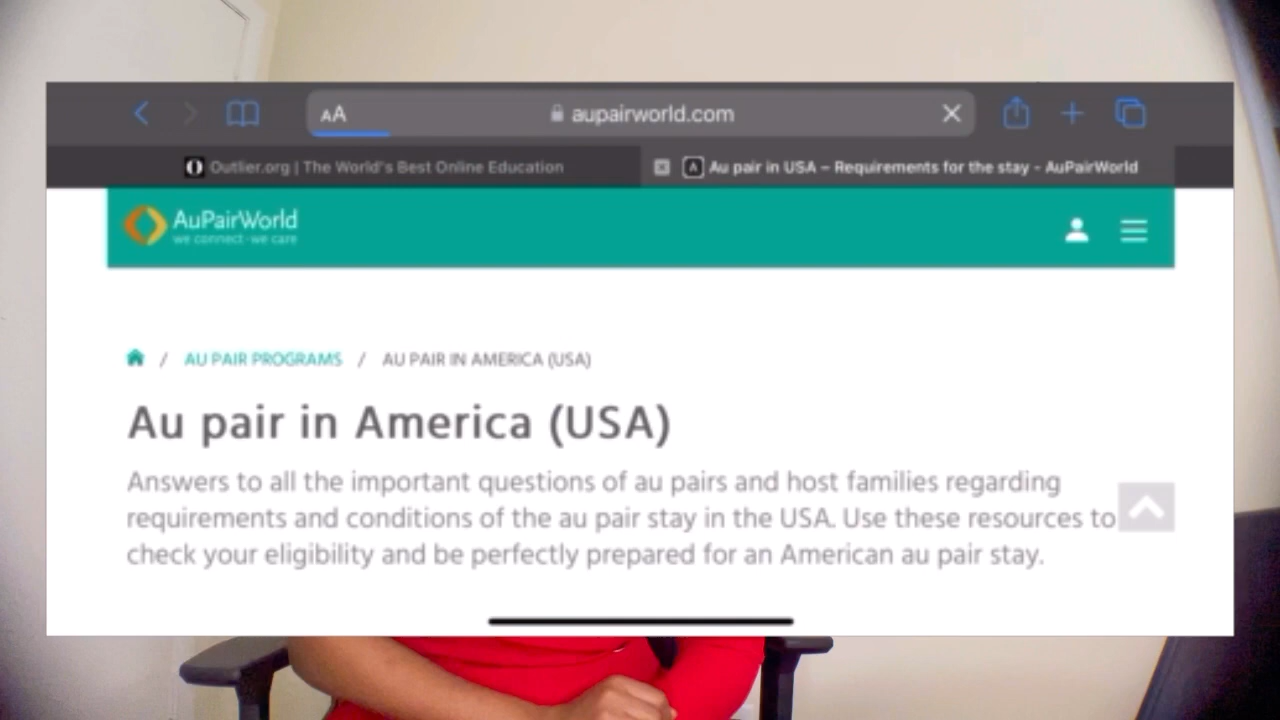 AA aupairworld.com
Outlier.org | The World's Best Online Education
Au pair in USA – Requirements for the stay - AuPairWorld
AuPairWorld
we connect · we care
/ AU PAIR PROGRAMS / AU PAIR IN AMERICA (USA)
Au pair in America (USA)
Answers to all the important questions of au pairs and host families regarding
requirements and conditions of the au pair stay in the USA. Use these resources to
check your eligibility and be perfectly prepared for an American au pair stay.